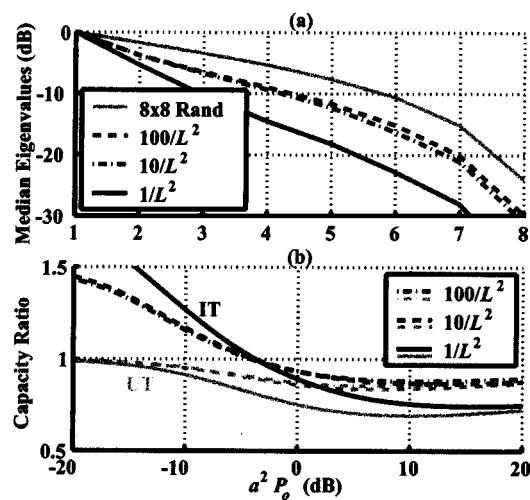 (a)
Median Eigenvalues (dB)
0
-10
-20
-30
8x8 Rand
100/L²
10/L²
1/L²
1 2 3 4 5 6 7 8
(b)
Capacity Ratio
1.5
1
0.5
IT
UT
100/L²
10/L²
1/L²
-20 -10 0 10 20
a² Pₒ (dB)